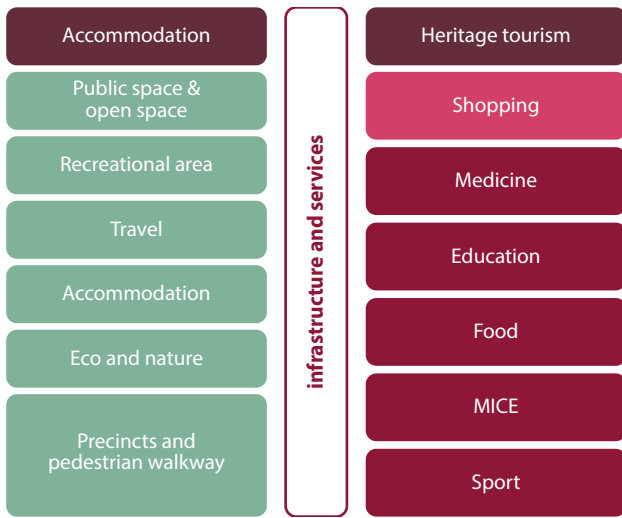 Accommodation
Public space &
open space
Recreational area
Travel
Accommodation
Eco and nature
Precincts and
pedestrian walkway
infrastructure and services
Heritage tourism
Shopping
Medicine
Education
Food
MICE
Sport